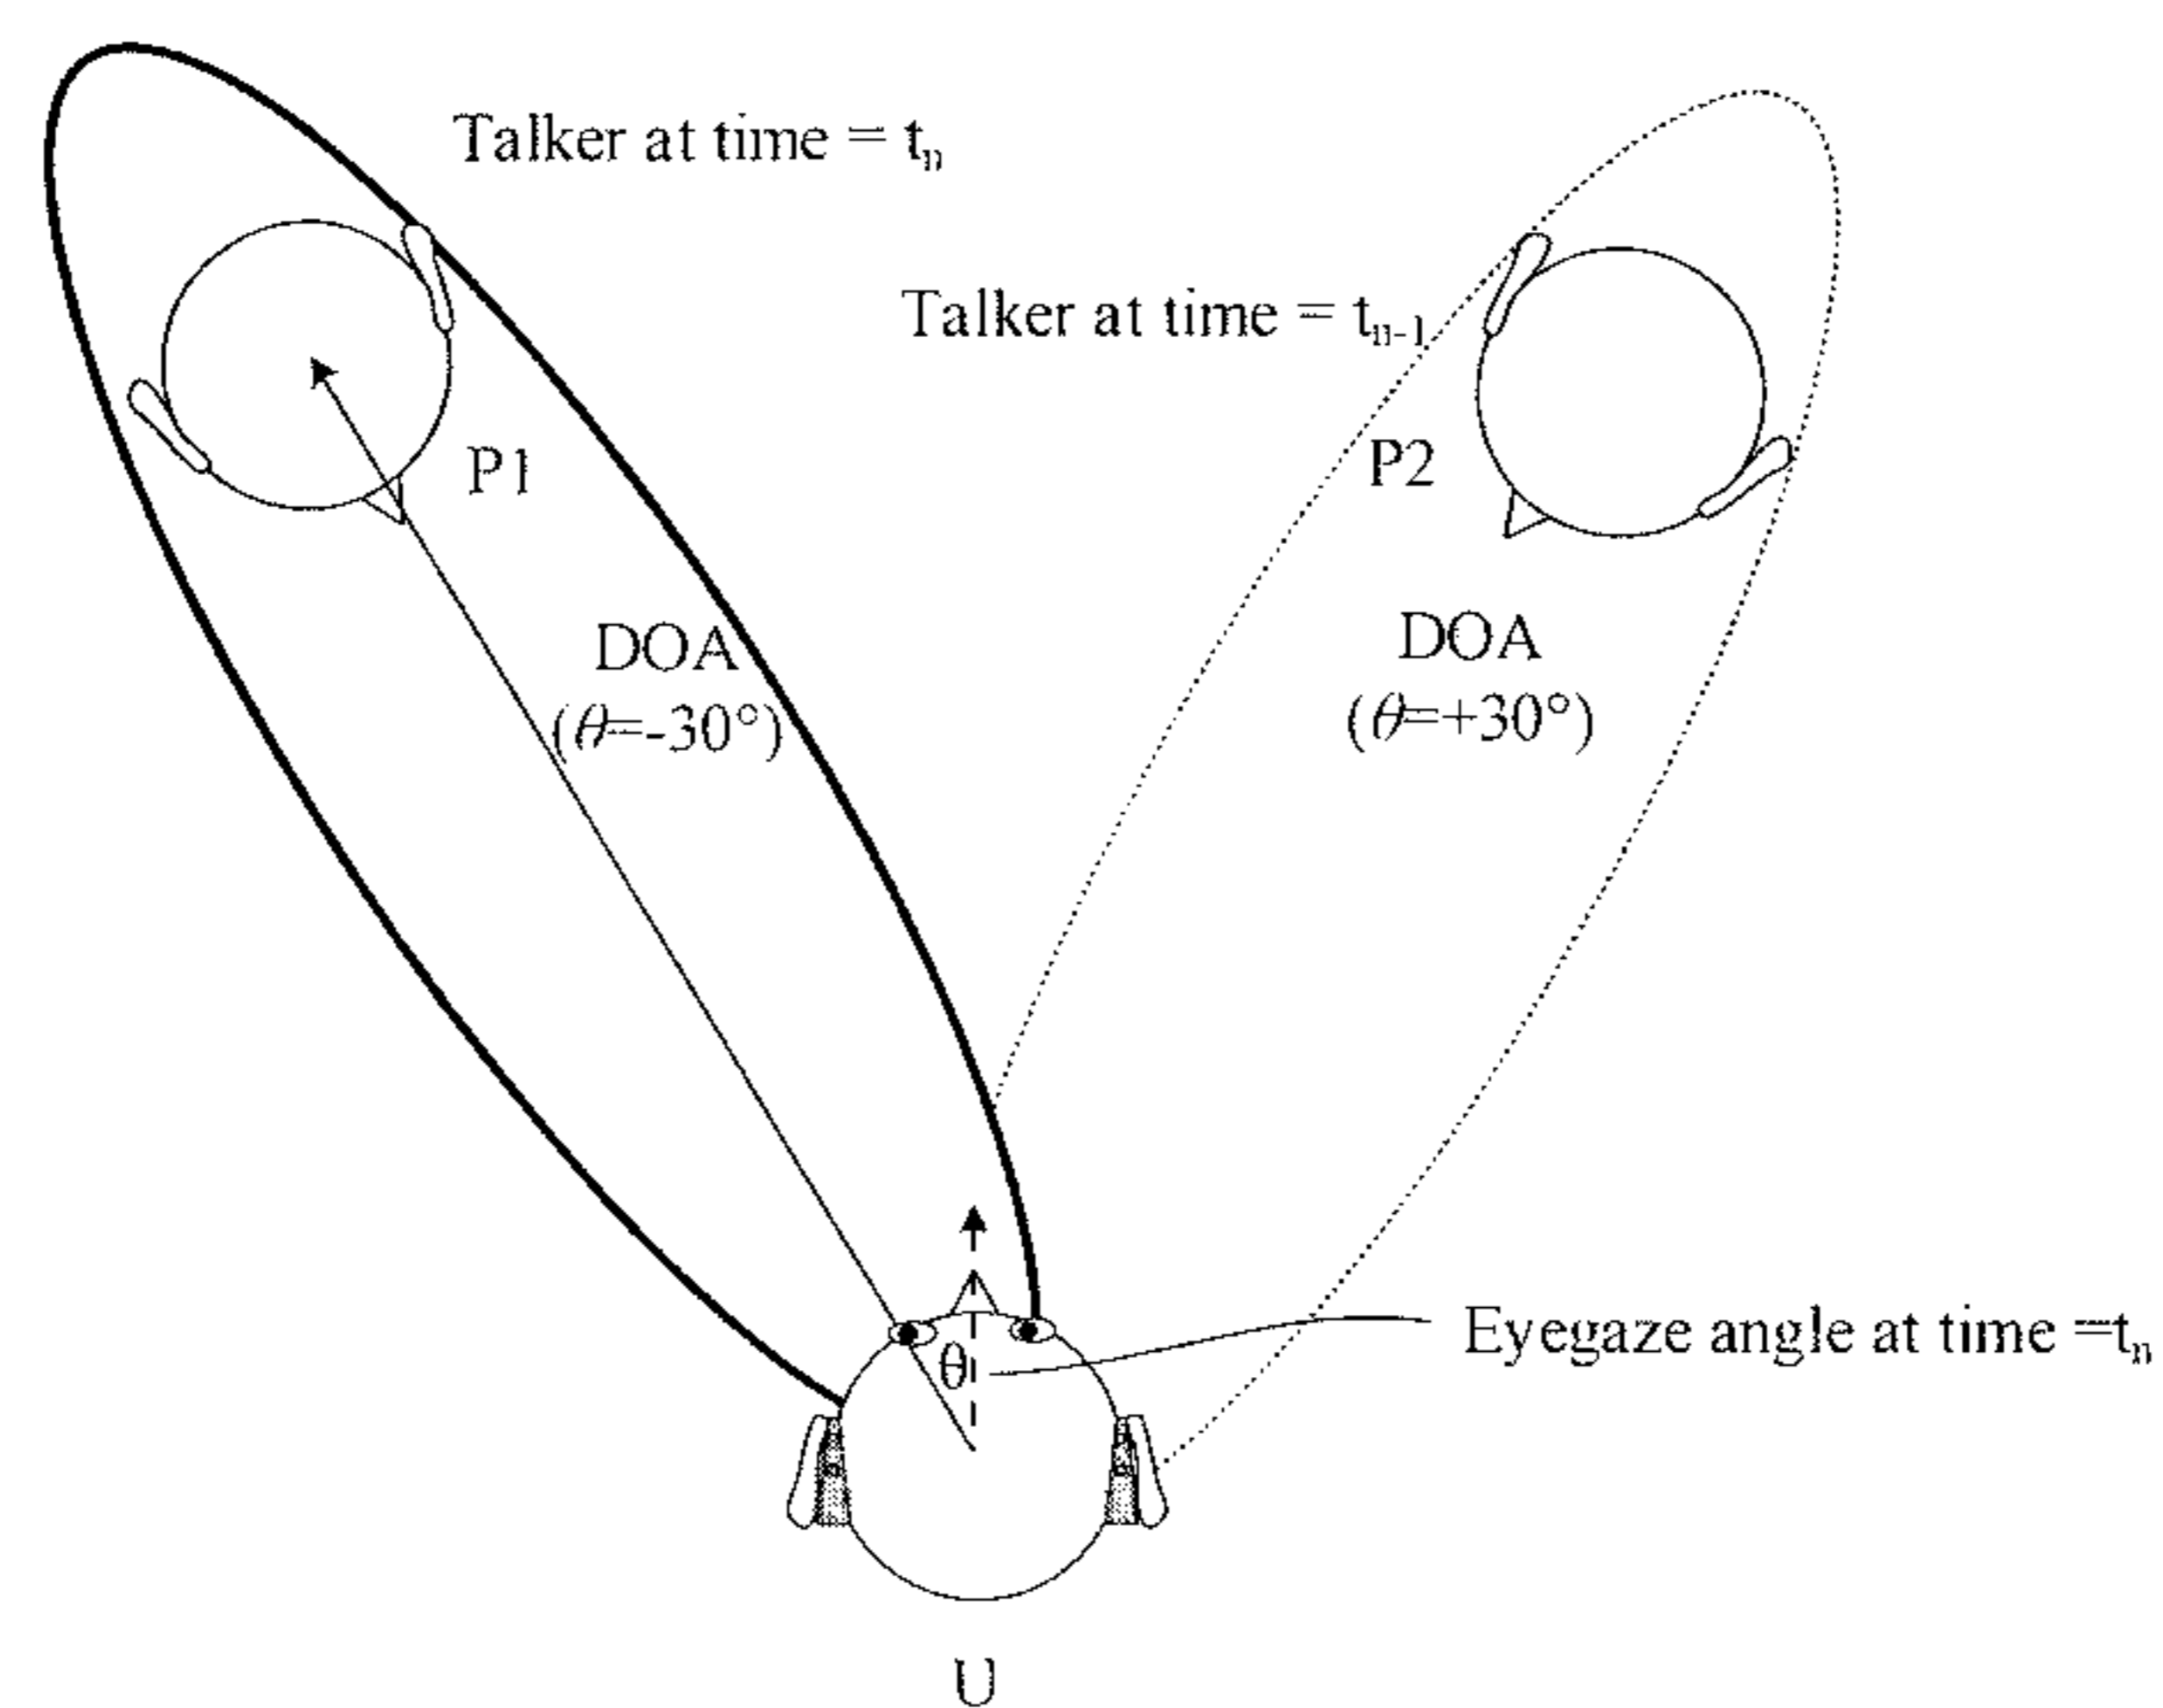 Talker at time = tₙ
Talker at time = tₙ₋₁
P1
P2
DOA
(θ=-30°)
DOA
(θ=+30°)
θ
Eyegaze angle at time =tₙ
U